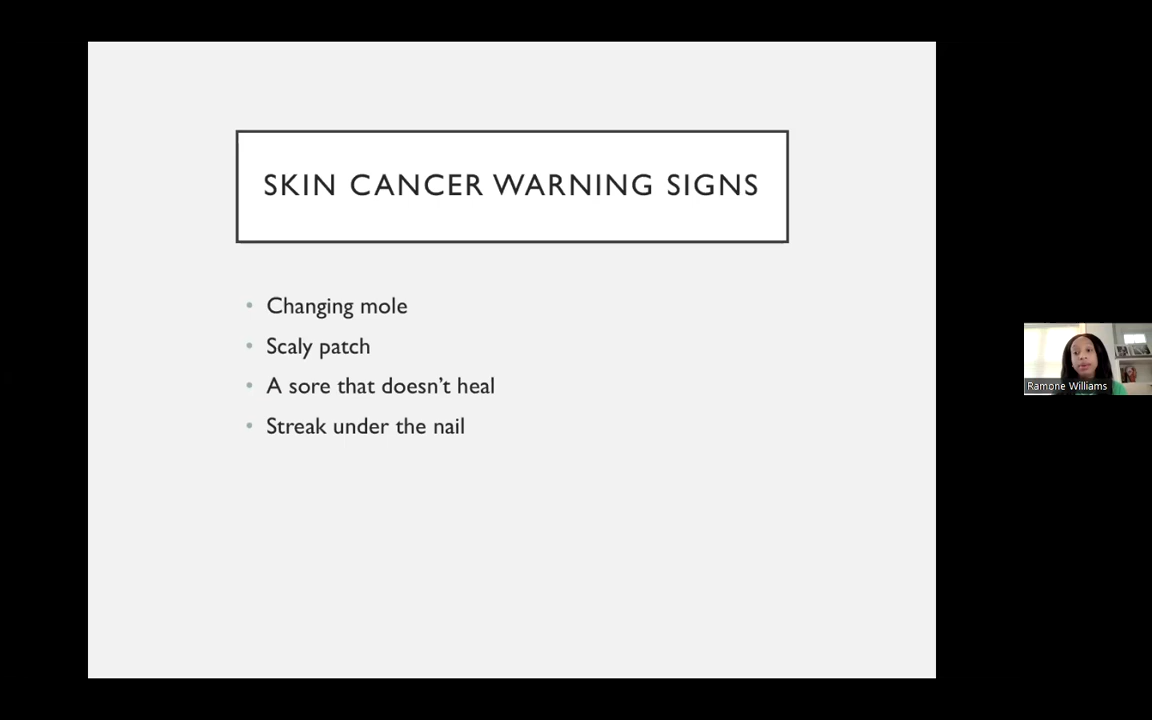 SKIN CANCER WARNING SIGNS
• Changing mole
• Scaly patch
• A sore that doesn’t heal
• Streak under the nail
Ramone Williams